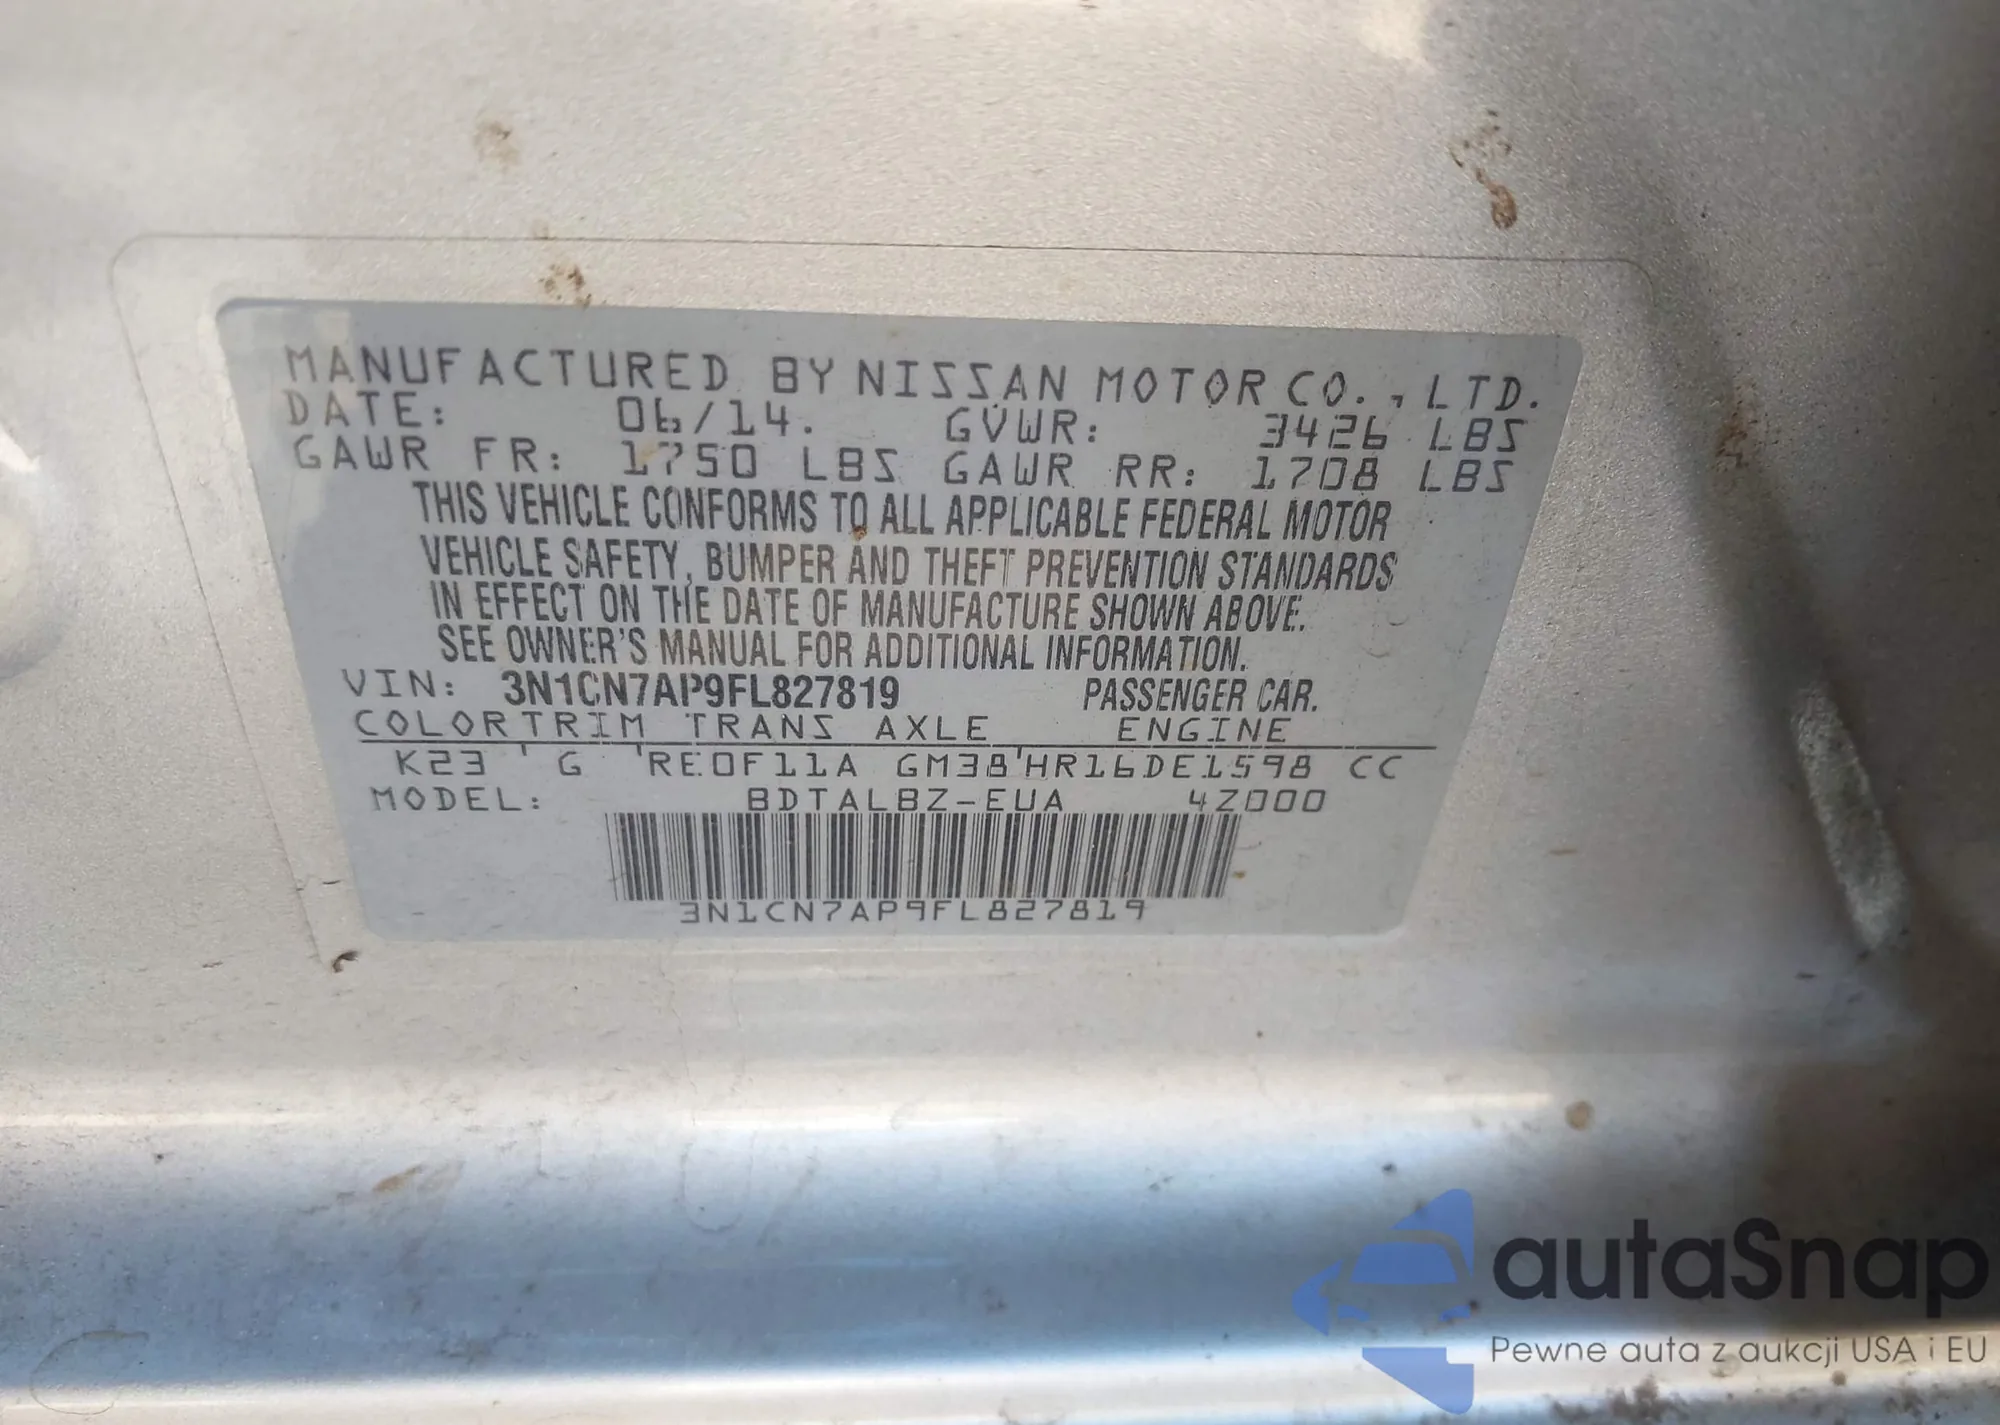 MANUFACTURED BY NISSAN MOTOR CO., LTD.
DATE: 06/14. GVWR: 3426 LBS
GAWR FR: 1750 LBS GAWR RR: 1708 LBS
THIS VEHICLE CONFORMS TO ALL APPLICABLE FEDERAL MOTOR
VEHICLE SAFETY, BUMPER AND THEFT PREVENTION STANDARDS
IN EFFECT ON THE DATE OF MANUFACTURE SHOWN ABOVE.
SEE OWNER'S MANUAL FOR ADDITIONAL INFORMATION.
VIN: 3N1CN7AP9FL827819 PASSENGER CAR.
COLOR TRIM TRANS AXLE ENGINE
K23 ' G ' RE0F11A GM38 ' HR16DE1598 CC
MODEL: BDTALBZ-EUA 4Z000
3N1CN7AP9FL827819
autaSnap
Pewne auta z aukcji USA i EU